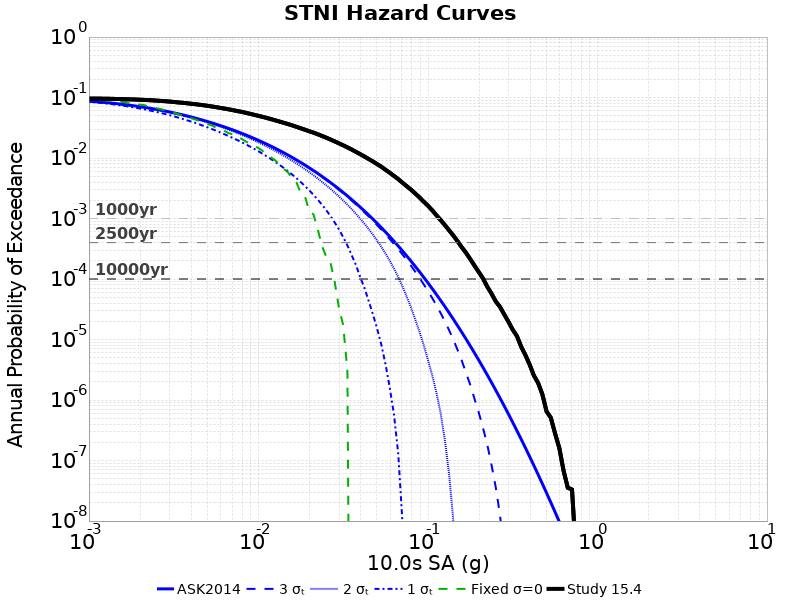 STNI Hazard Curves
10^0
10^-1
10^-2
10^-3
10^-4
10^-5
10^-6
10^-7
10^-8
Annual Probability of Exceedance
1000yr
2500yr
10000yr
10^-3 10^-2 10^-1 10^0 10^1
10.0s SA (g)
ASK2014 3 σₜ 2 σₜ 1 σₜ Fixed σ=0 Study 15.4